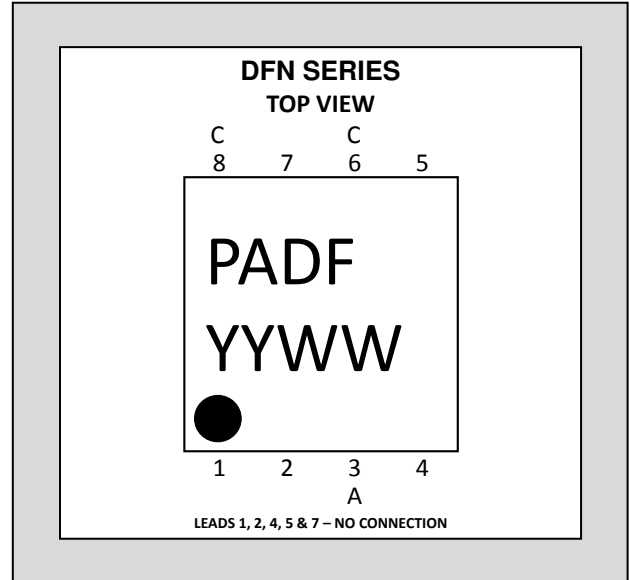 DFN SERIES
TOP VIEW
C C
8 7 6 5
PADF
YYWW
1 2 3 4
A
LEADS 1, 2, 4, 5 & 7 – NO CONNECTION